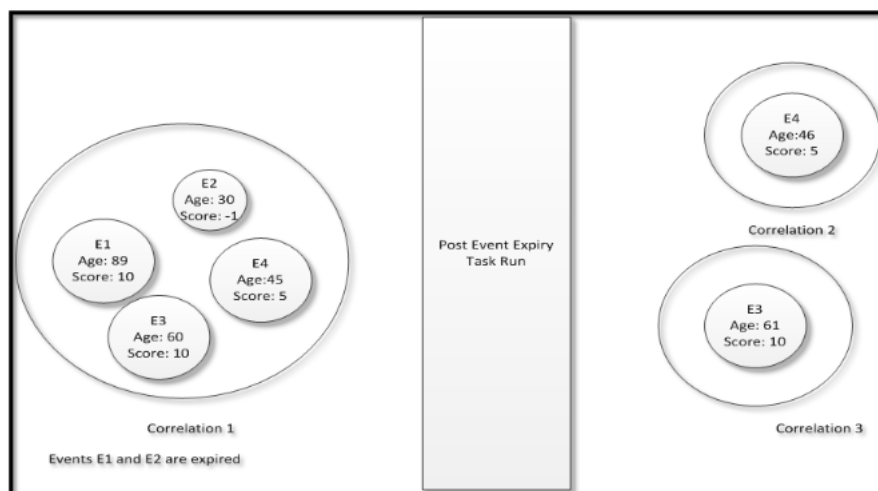 E2
Age: 30
Score: -1
E1
Age: 89
Score: 10
E4
Age:45
Score: 5
E3
Age: 60
Score: 10
Correlation 1
Events E1 and E2 are expired
Post Event Expiry
Task Run
E4
Age:46
Score: 5
Correlation 2
E3
Age: 61
Score: 10
Correlation 3